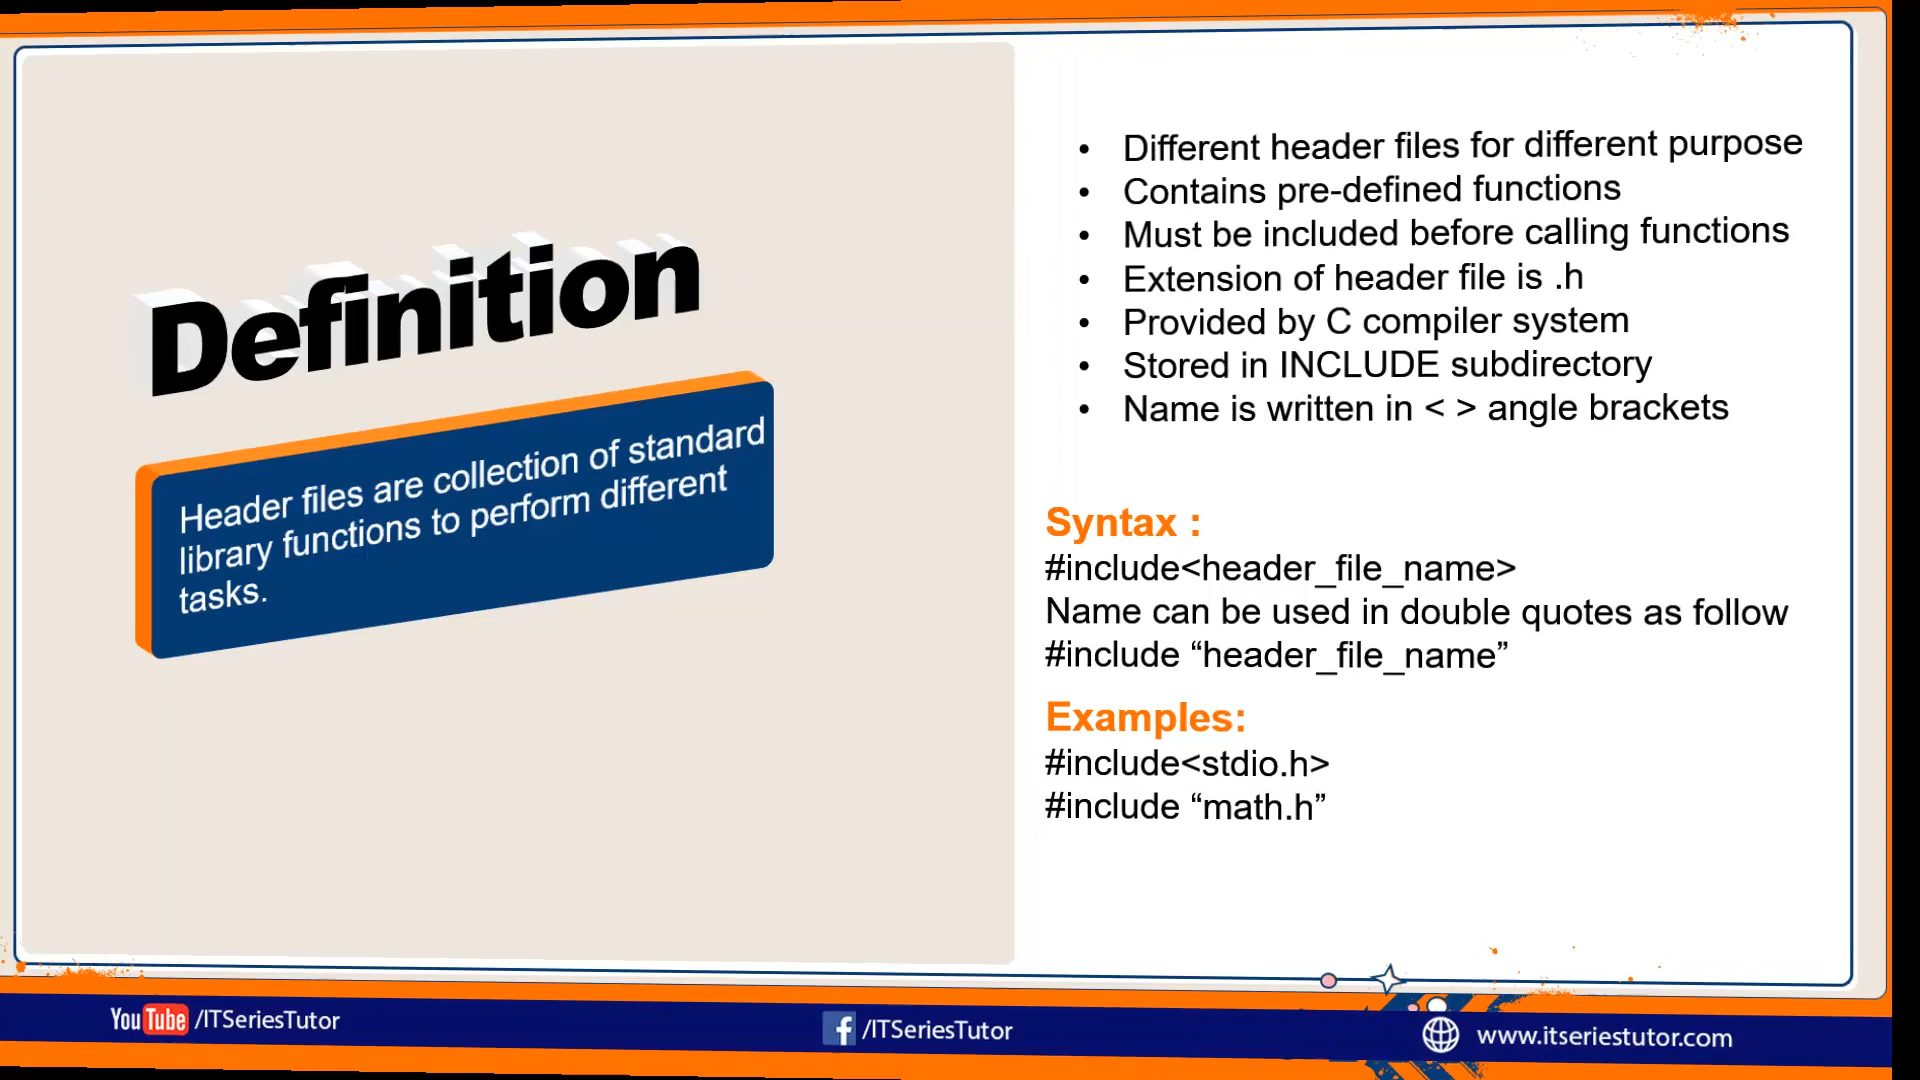 Definition
Header files are collection of standard
library functions to perform different
tasks.
• Different header files for different purpose
• Contains pre-defined functions
• Must be included before calling functions
• Extension of header file is .h
• Provided by C compiler system
• Stored in INCLUDE subdirectory
• Name is written in < > angle brackets
Syntax :
#include<header_file_name>
Name can be used in double quotes as follow
#include “header_file_name”
Examples:
#include<stdio.h>
#include “math.h”
YouTube /ITSeriesTutor
f /ITSeriesTutor
www.itseriestutor.com